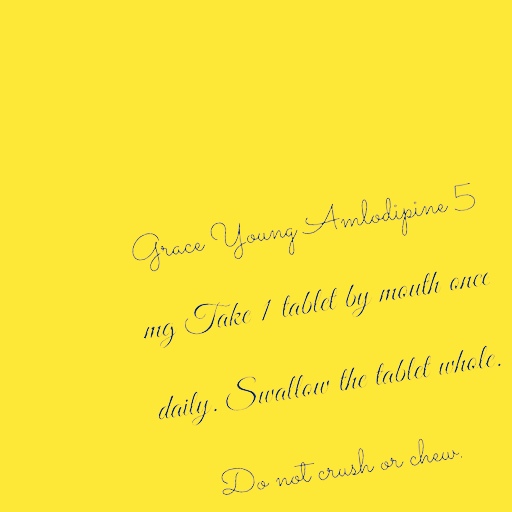 Grace Young Amlodipine 5
mg Take 1 tablet by mouth once
daily. Swallow the tablet whole.
Do not crush or chew.